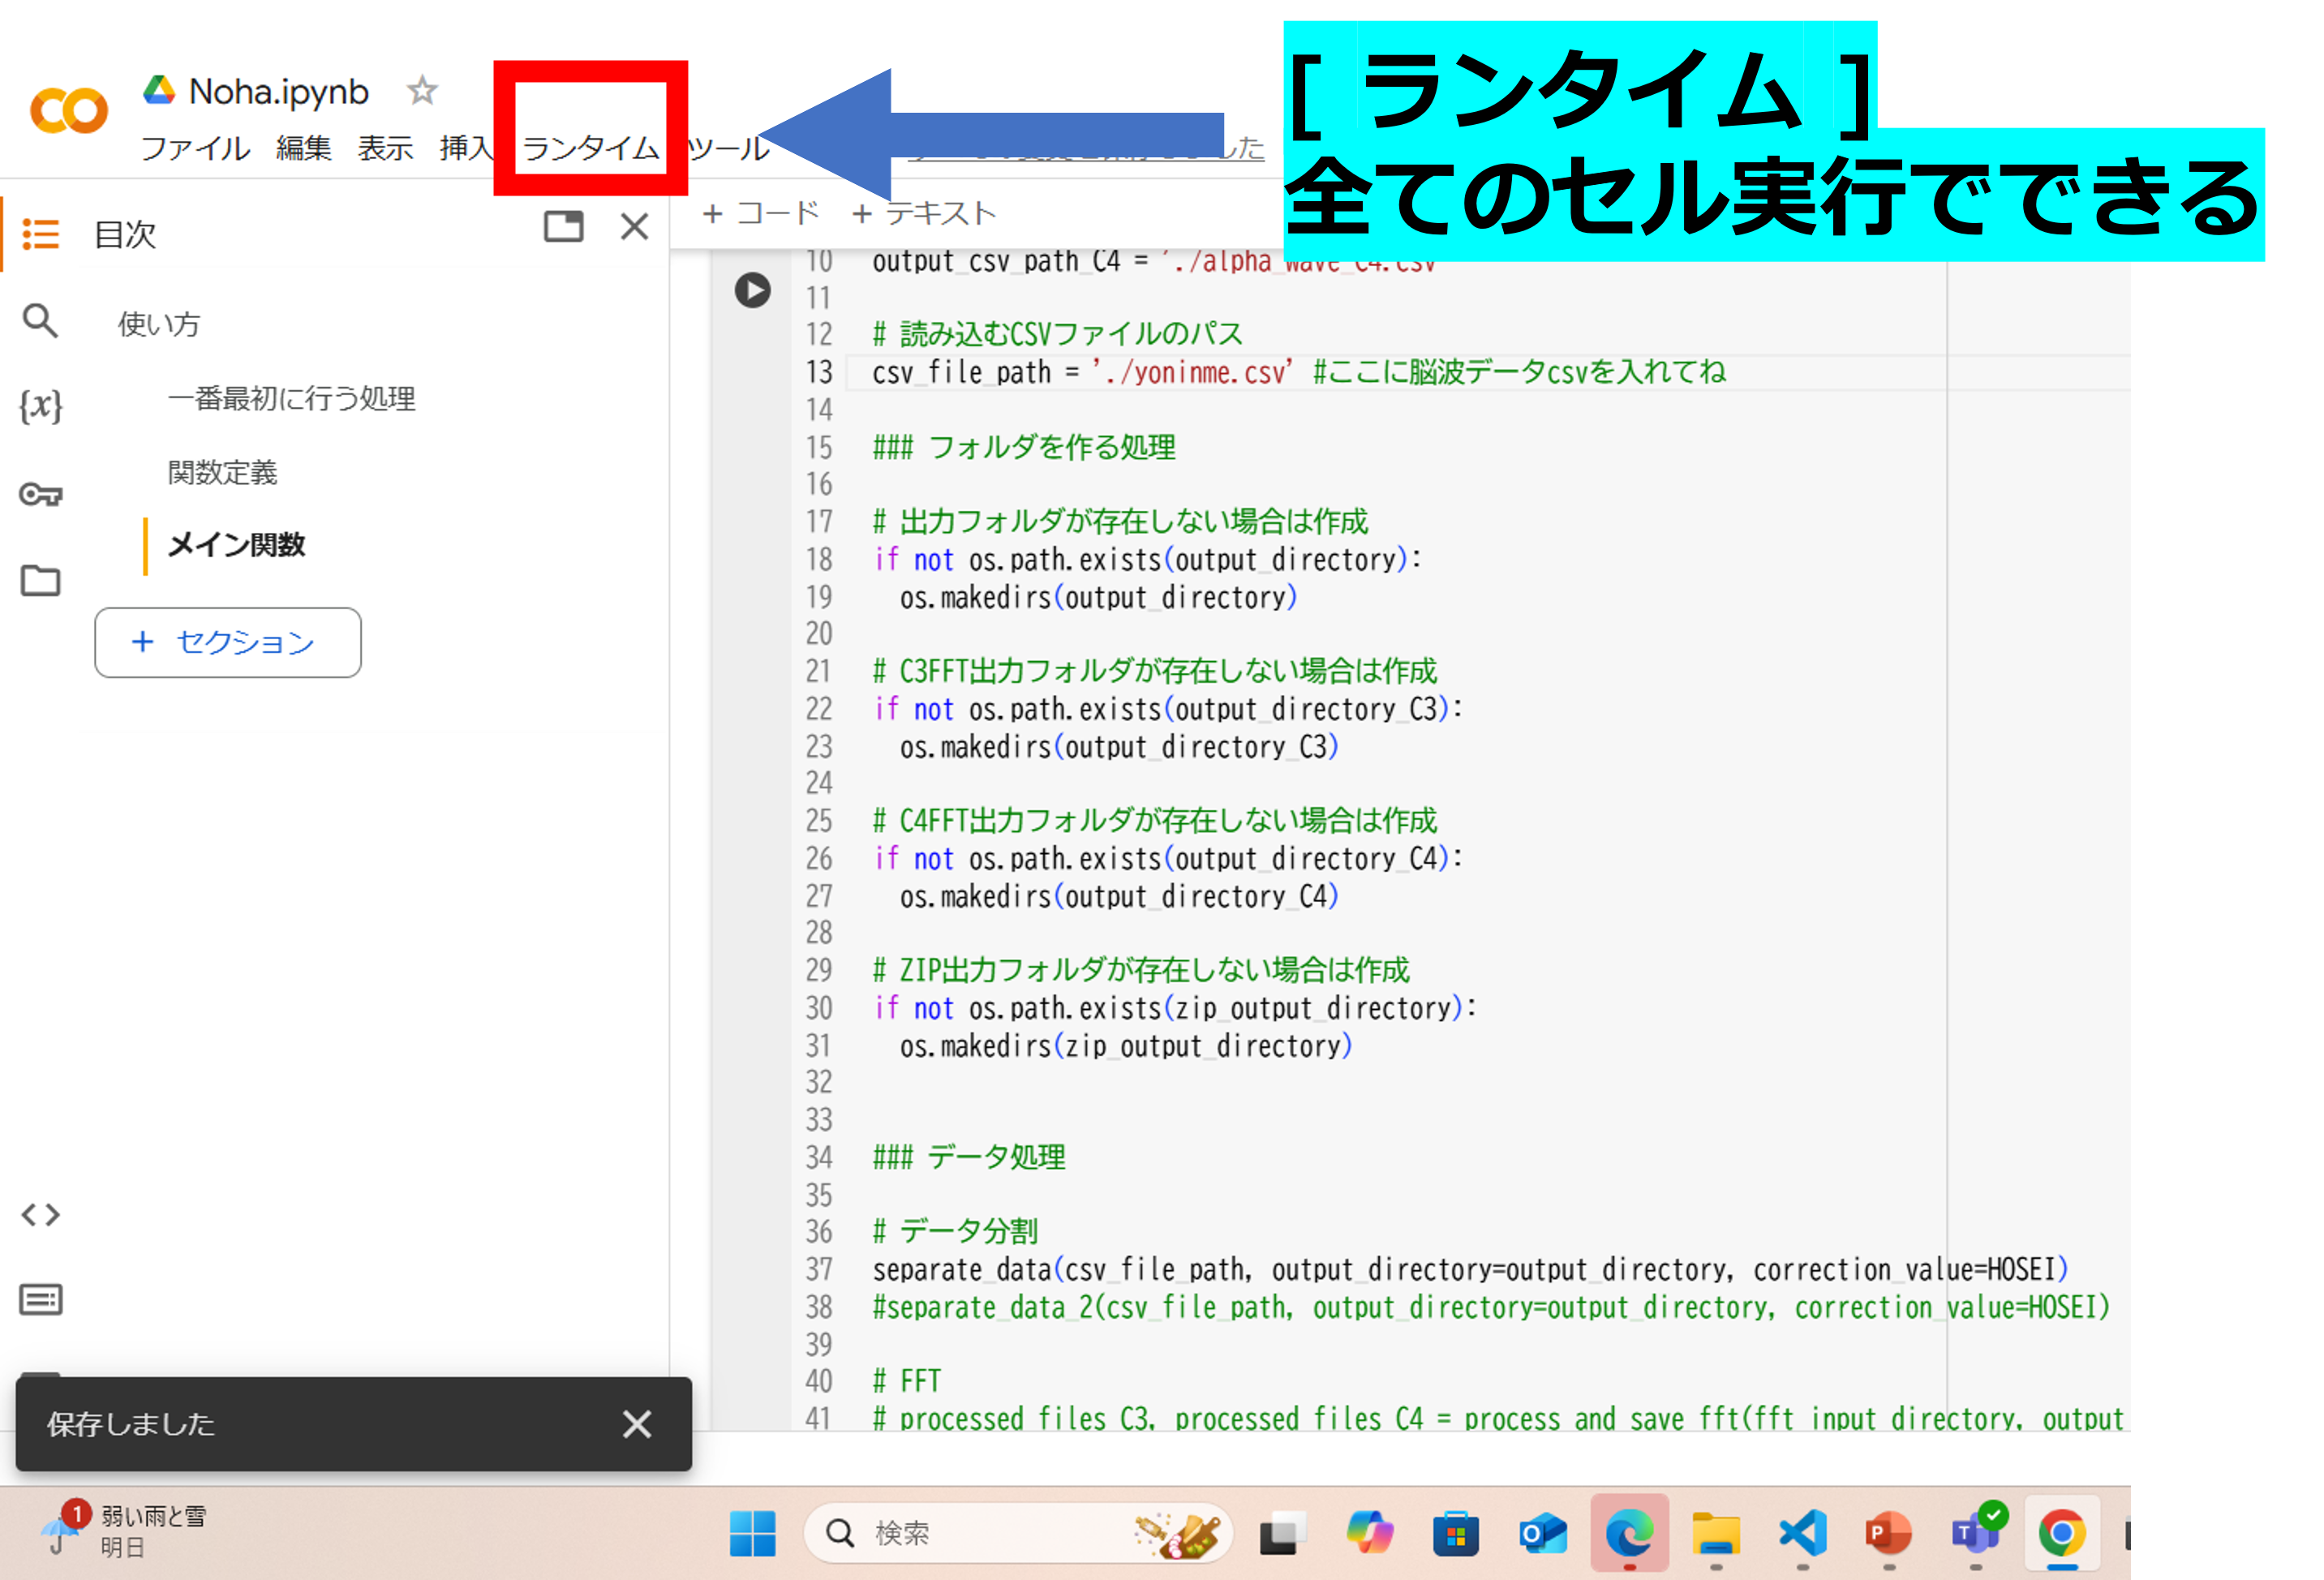 [ ランタイム ]
全てのセル実行でできる
Noha.ipynb
ファイル 編集 表示 挿入 ランタイム ツール
した
目次
+ コード + テキスト
使い方
一番最初に行う処理
関数定義
メイン関数
+ セクション
10 output_csv_path_C4 = './alpha_wave_C4.csv'
11
12 # 読み込むCSVファイルのパス
13 csv_file_path = './yoninme.csv' #ここに脳波データcsvを入れてね
14
15 ### フォルダを作る処理
16
17 # 出力フォルダが存在しない場合は作成
18 if not os.path.exists(output_directory):
19 os.makedirs(output_directory)
20
21 # C3FFT出力フォルダが存在しない場合は作成
22 if not os.path.exists(output_directory_C3):
23 os.makedirs(output_directory_C3)
24
25 # C4FFT出力フォルダが存在しない場合は作成
26 if not os.path.exists(output_directory_C4):
27 os.makedirs(output_directory_C4)
28
29 # ZIP出力フォルダが存在しない場合は作成
30 if not os.path.exists(zip_output_directory):
31 os.makedirs(zip_output_directory)
32
33
34 ### データ処理
35
36 # データ分割
37 separate_data(csv_file_path, output_directory=output_directory, correction_value=HOSEI)
38 #separate_data_2(csv_file_path, output_directory=output_directory, correction_value=HOSEI)
39
40 # FFT
41 # processed_files_C3, processed_files_C4 = process_and_save_fft(fft_input_directory, output
保存しました
1
弱い雨と雪
明日
検索